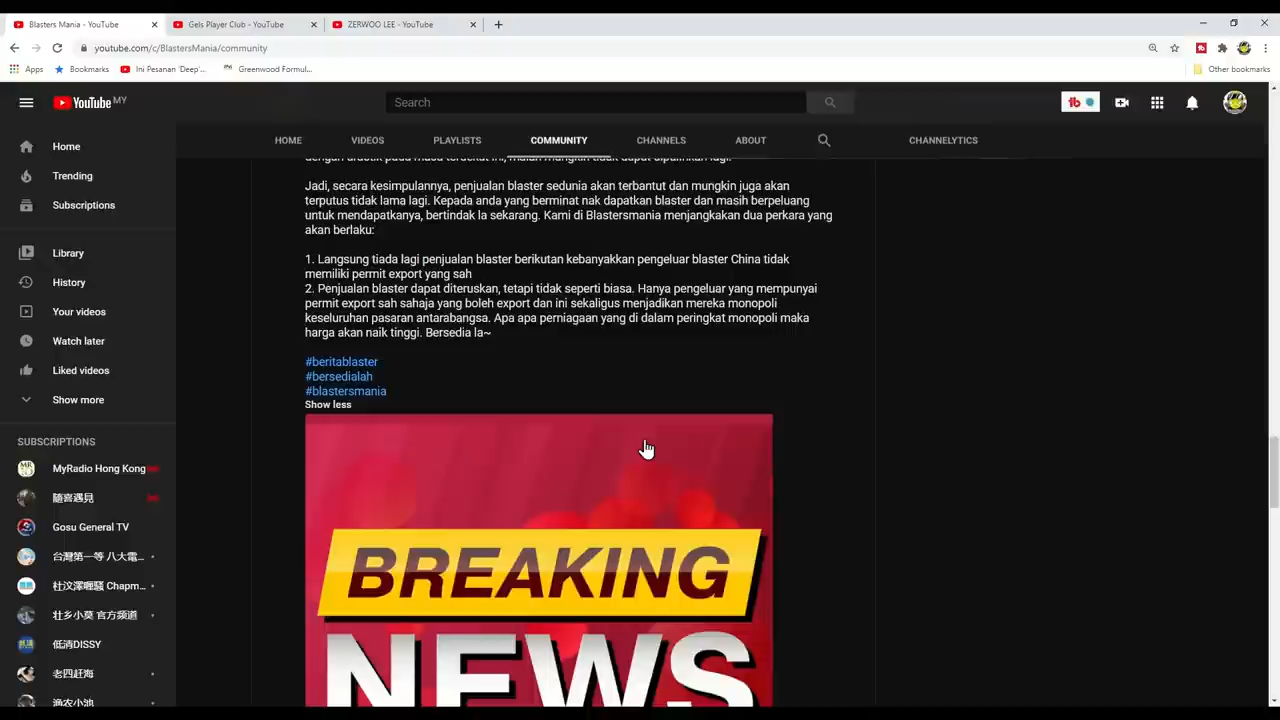 Blasters Mania - YouTube
Gels Player Club - YouTube
ZERWOO LEE - YouTube
youtube.com/c/BlastersMania/community
Apps
Bookmarks
Ini Pesanan 'Deep'...
Greenwood Formul...
Other bookmarks
YouTube MY
Search
HOME
VIDEOS
PLAYLISTS
COMMUNITY
CHANNELS
ABOUT
CHANNELYTICS
Home
Trending
Subscriptions
Library
History
Your videos
Watch later
Liked videos
Show more
SUBSCRIPTIONS
MyRadio Hong Kong
隨喜遇見
Gosu General TV
台灣第一等 八大電...
杜汶澤喱騷 Chapm...
壮乡小莫 官方频道
低消DISSY
老四赶海
渔农小池
Jadi, secara kesimpulannya, penjualan blaster sedunia akan terbantut dan mungkin juga akan
terputus tidak lama lagi. Kepada anda yang berminat nak dapatkan blaster dan masih berpeluang
untuk mendapatkanya, bertindak la sekarang. Kami di Blastersmania menjangkakan dua perkara yang
akan berlaku:
1. Langsung tiada lagi penjualan blaster berikutan kebanyakkan pengeluar blaster China tidak
memiliki permit export yang sah
2. Penjualan blaster dapat diteruskan, tetapi tidak seperti biasa. Hanya pengeluar yang mempunyai
permit export sah sahaja yang boleh export dan ini sekaligus menjadikan mereka monopoli
keseluruhan pasaran antarabangsa. Apa apa perniagaan yang di dalam peringkat monopoli maka
harga akan naik tinggi. Bersedia la~
#beritablaster
#bersedialah
#blastersmania
Show less
BREAKING
NEWS